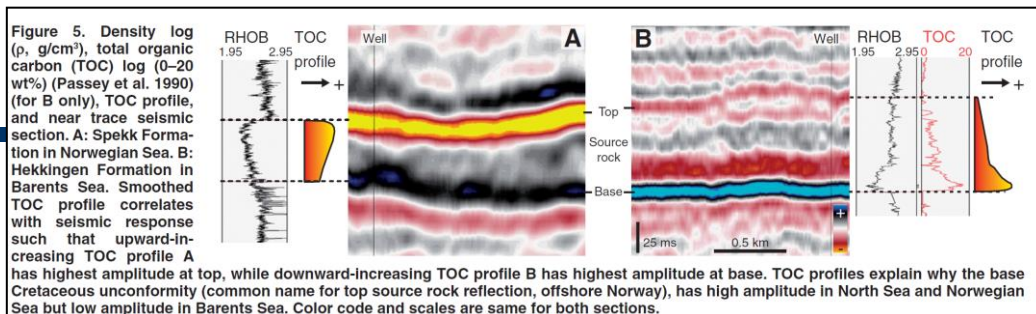 Figure 5. Density log
(ρ, g/cm³), total organic
carbon (TOC) log (0–20
wt%) (Passey et al. 1990)
(for B only), TOC profile,
and near trace seismic
section. A: Spekk Forma-
tion in Norwegian Sea. B:
Hekkingen Formation in
Barents Sea. Smoothed
TOC profile correlates
with seismic response
such that upward-in-
creasing TOC profile A
has highest amplitude at top, while downward-increasing TOC profile B has highest amplitude at base. TOC profiles explain why the base
Cretaceous unconformity (common name for top source rock reflection, offshore Norway), has high amplitude in North Sea and Norwegian
Sea but low amplitude in Barents Sea. Color code and scales are same for both sections.
RHOB
1.95 2.95
TOC
profile
+
Well
A
Top
Source
rock
Base
B
Well
25 ms
0.5 km
+
-
RHOB
1.95 2.95
TOC
0 20
TOC
profile
+